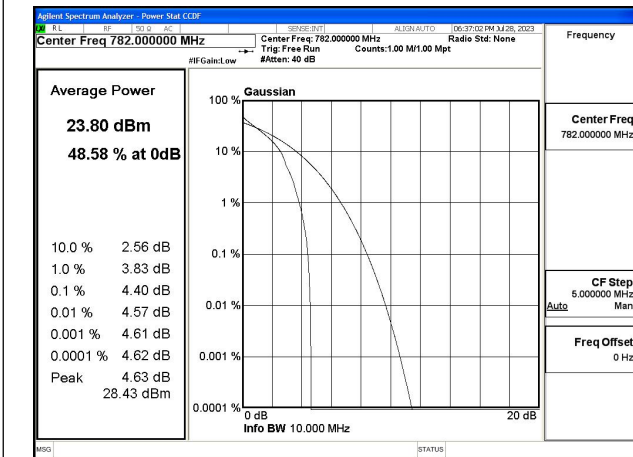 Agilent Spectrum Analyzer - Power Stat CCDF
RL RF 50 Ω AC SENSE:INT ALIGN AUTO 06:37:02 PM Jul 28, 2023
Center Freq 782.000000 MHz
Center Freq: 782.000000 MHz Radio Std: None
Trig: Free Run Counts:1.00 M/1.00 Mpt
#IFGain:Low #Atten: 40 dB
Frequency
Average Power
23.80 dBm
48.58 % at 0dB
10.0 % 2.56 dB
1.0 % 3.83 dB
0.1 % 4.40 dB
0.01 % 4.57 dB
0.001 % 4.61 dB
0.0001 % 4.62 dB
Peak 4.63 dB
28.43 dBm
Gaussian
100 %
10 %
1 %
0.1 %
0.01 %
0.001 %
0.0001 %
0 dB 20 dB
Info BW 10.000 MHz
Center Freq
782.000000 MHz
CF Step
5.000000 MHz
Auto Man
Freq Offset
0 Hz
MSG STATUS